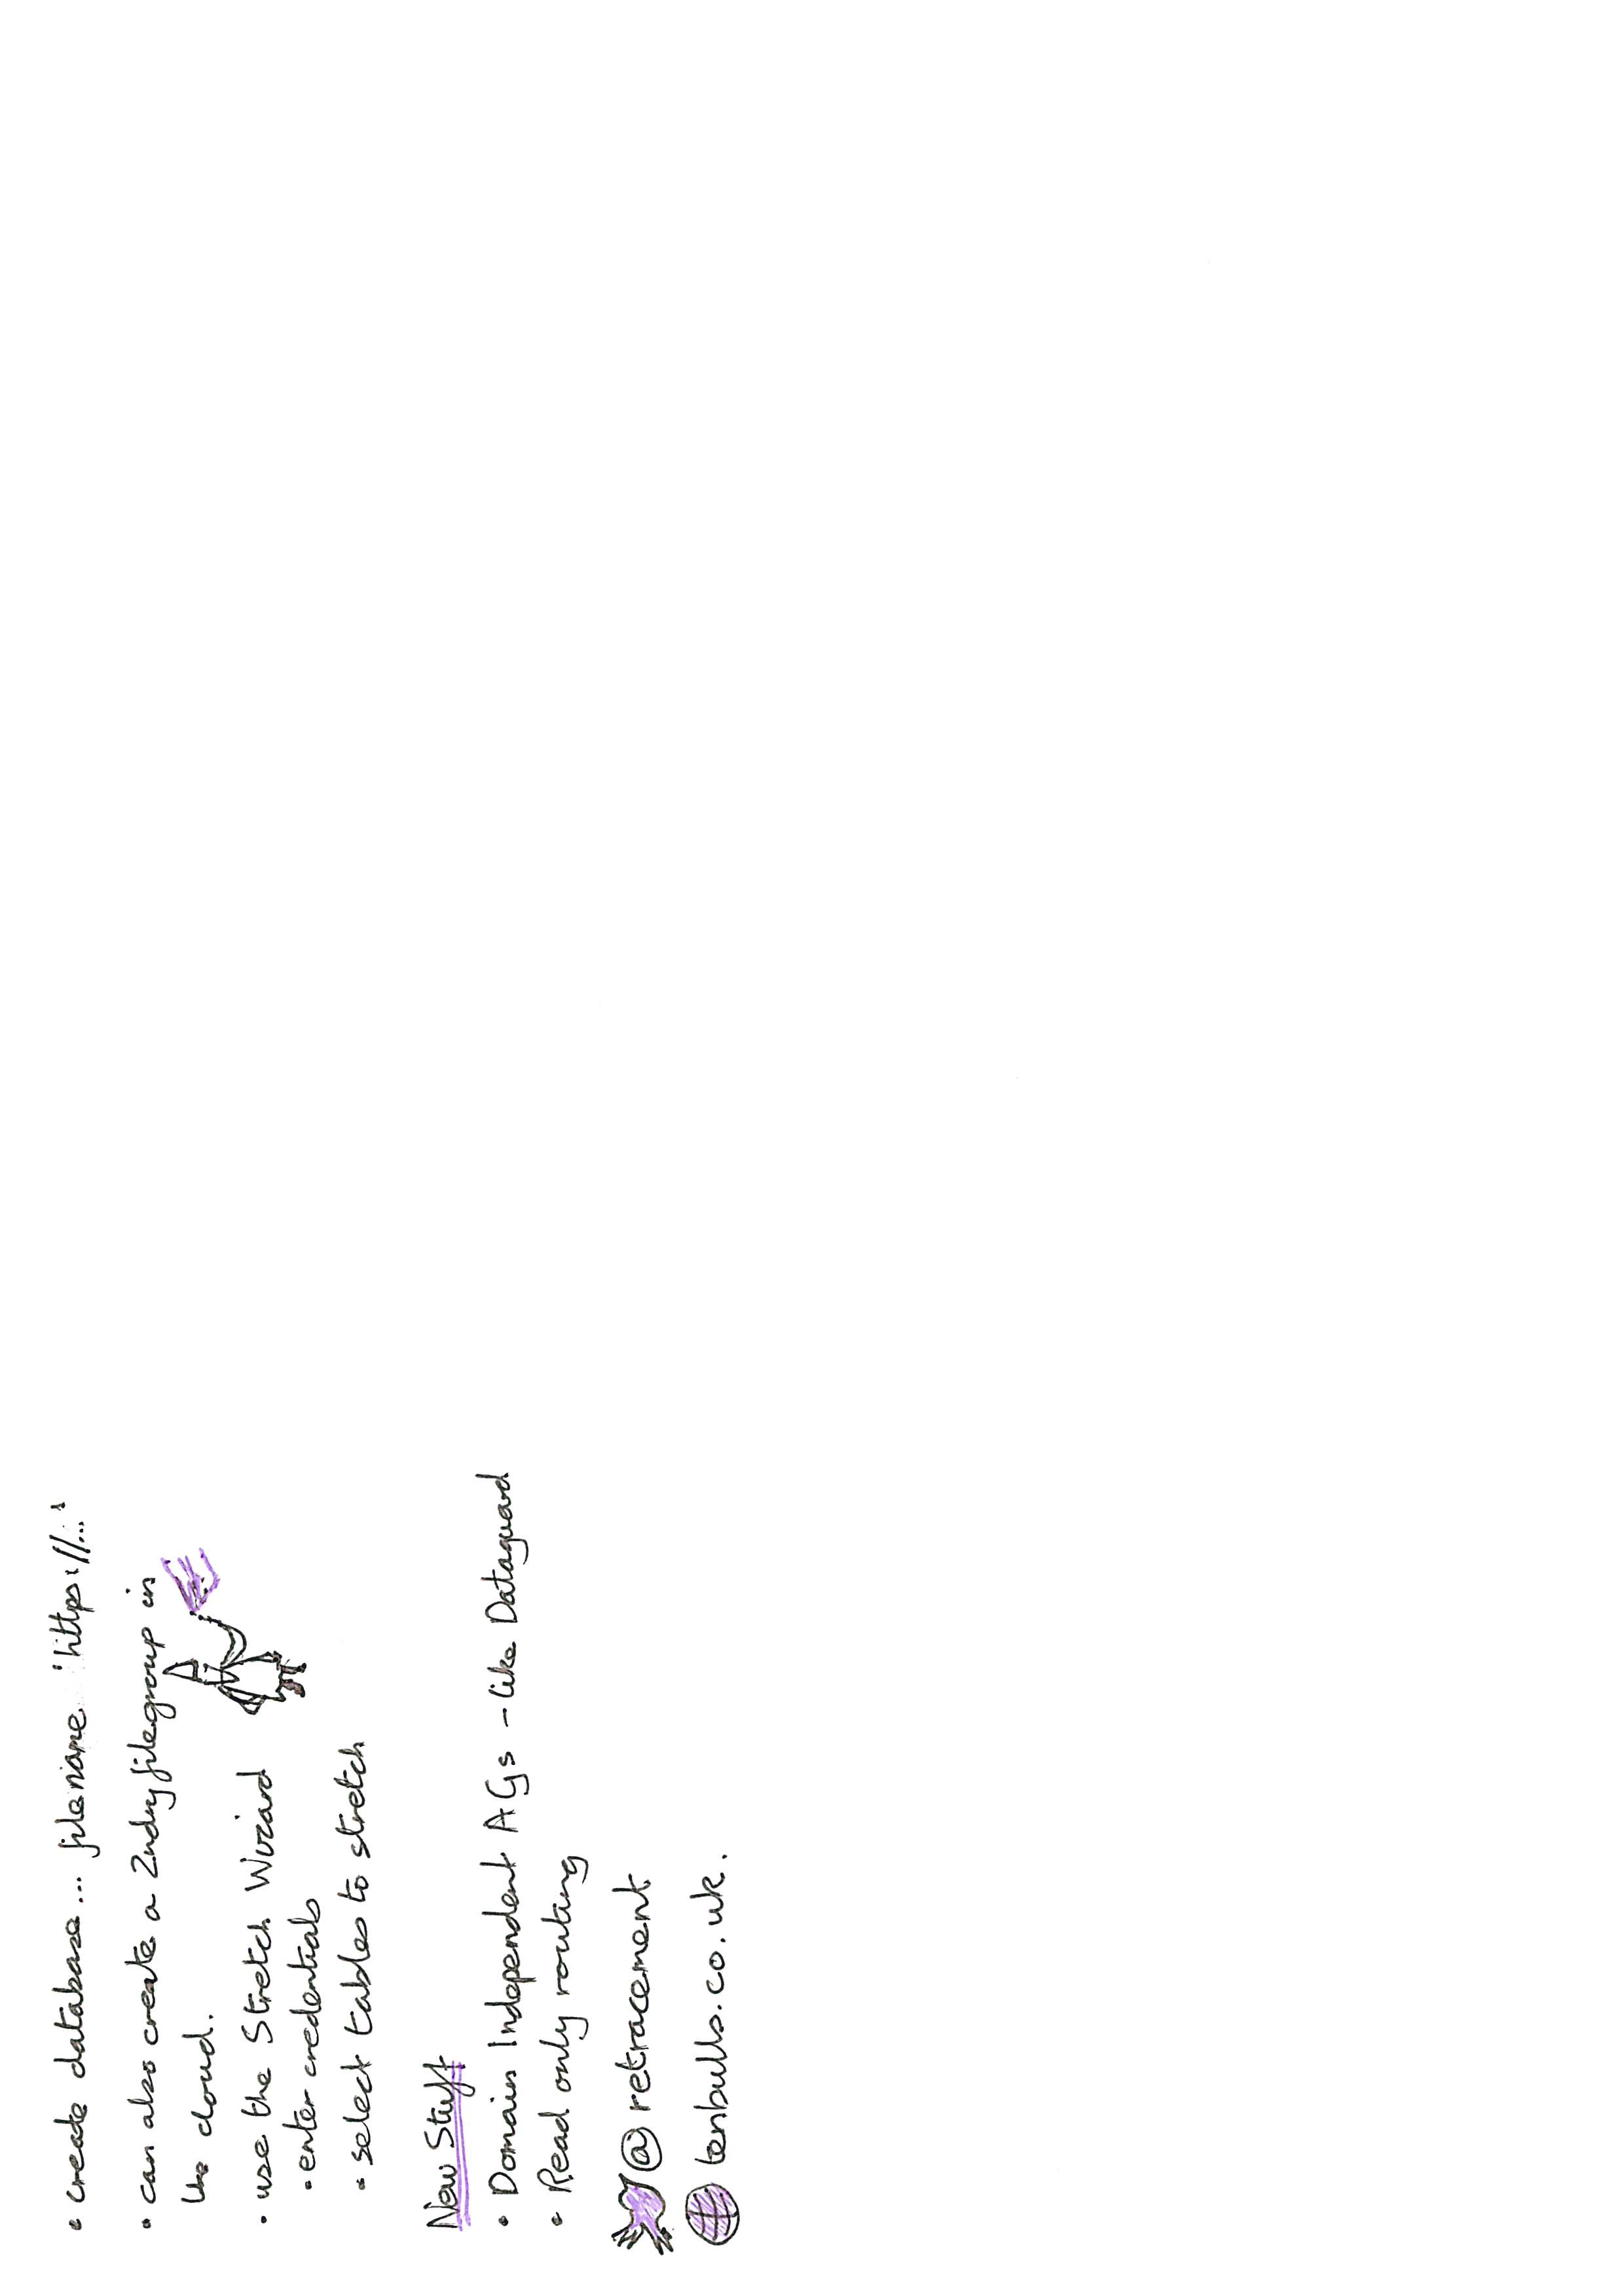 • create database... filename 'https://...'
• can also create a 2ndry filegroup in
the cloud.
• use the Stretch Wizard
• enter credentials
• select tables to stretch
New Stuff
• Domain Independent AGs - like Dataguard
• Read only routing
@retracement
tenbulls.co.uk.